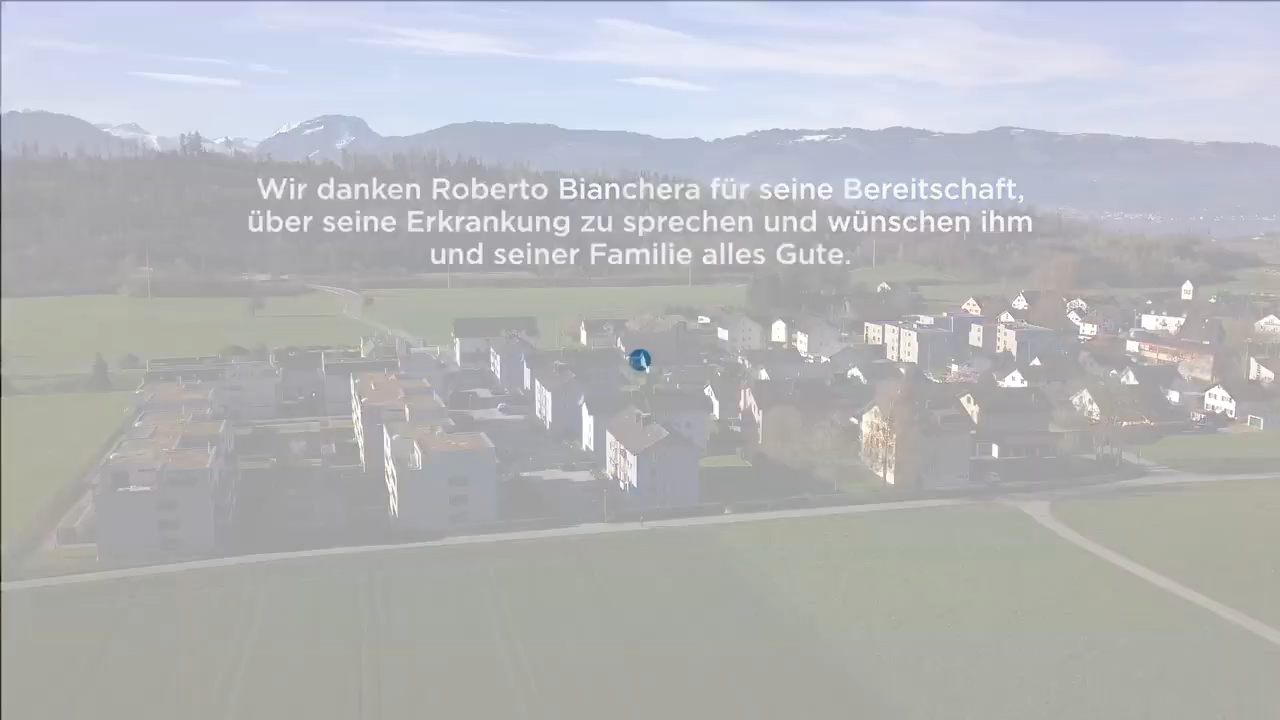 Wir danken Roberto Bianchera für seine Bereitschaft,
über seine Erkrankung zu sprechen und wünschen ihm
und seiner Familie alles Gute.